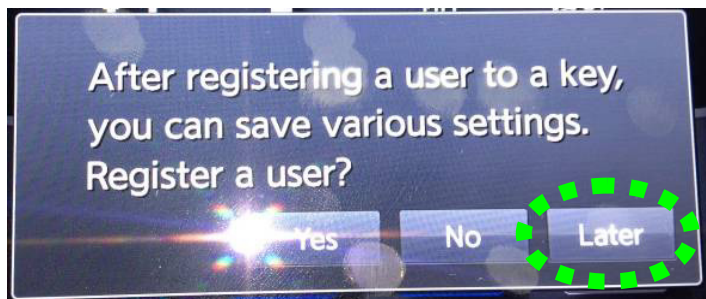 After registering a user to a key,
you can save various settings.
Register a user?
Yes No Later